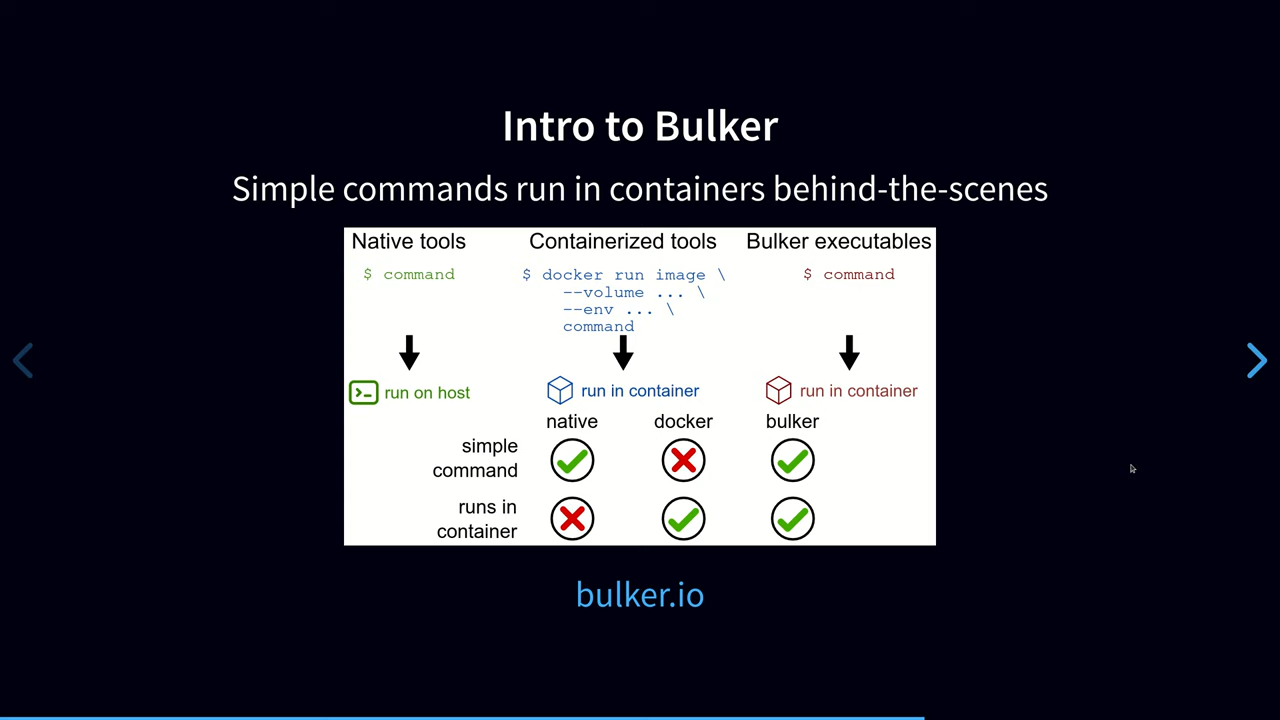 Intro to Bulker
Simple commands run in containers behind-the-scenes
Native tools
Containerized tools
Bulker executables
$ command
$ docker run image \
--volume ... \
--env ... \
command
$ command
run on host
run in container
run in container
native
docker
bulker
simple
command
runs in
container
bulker.io